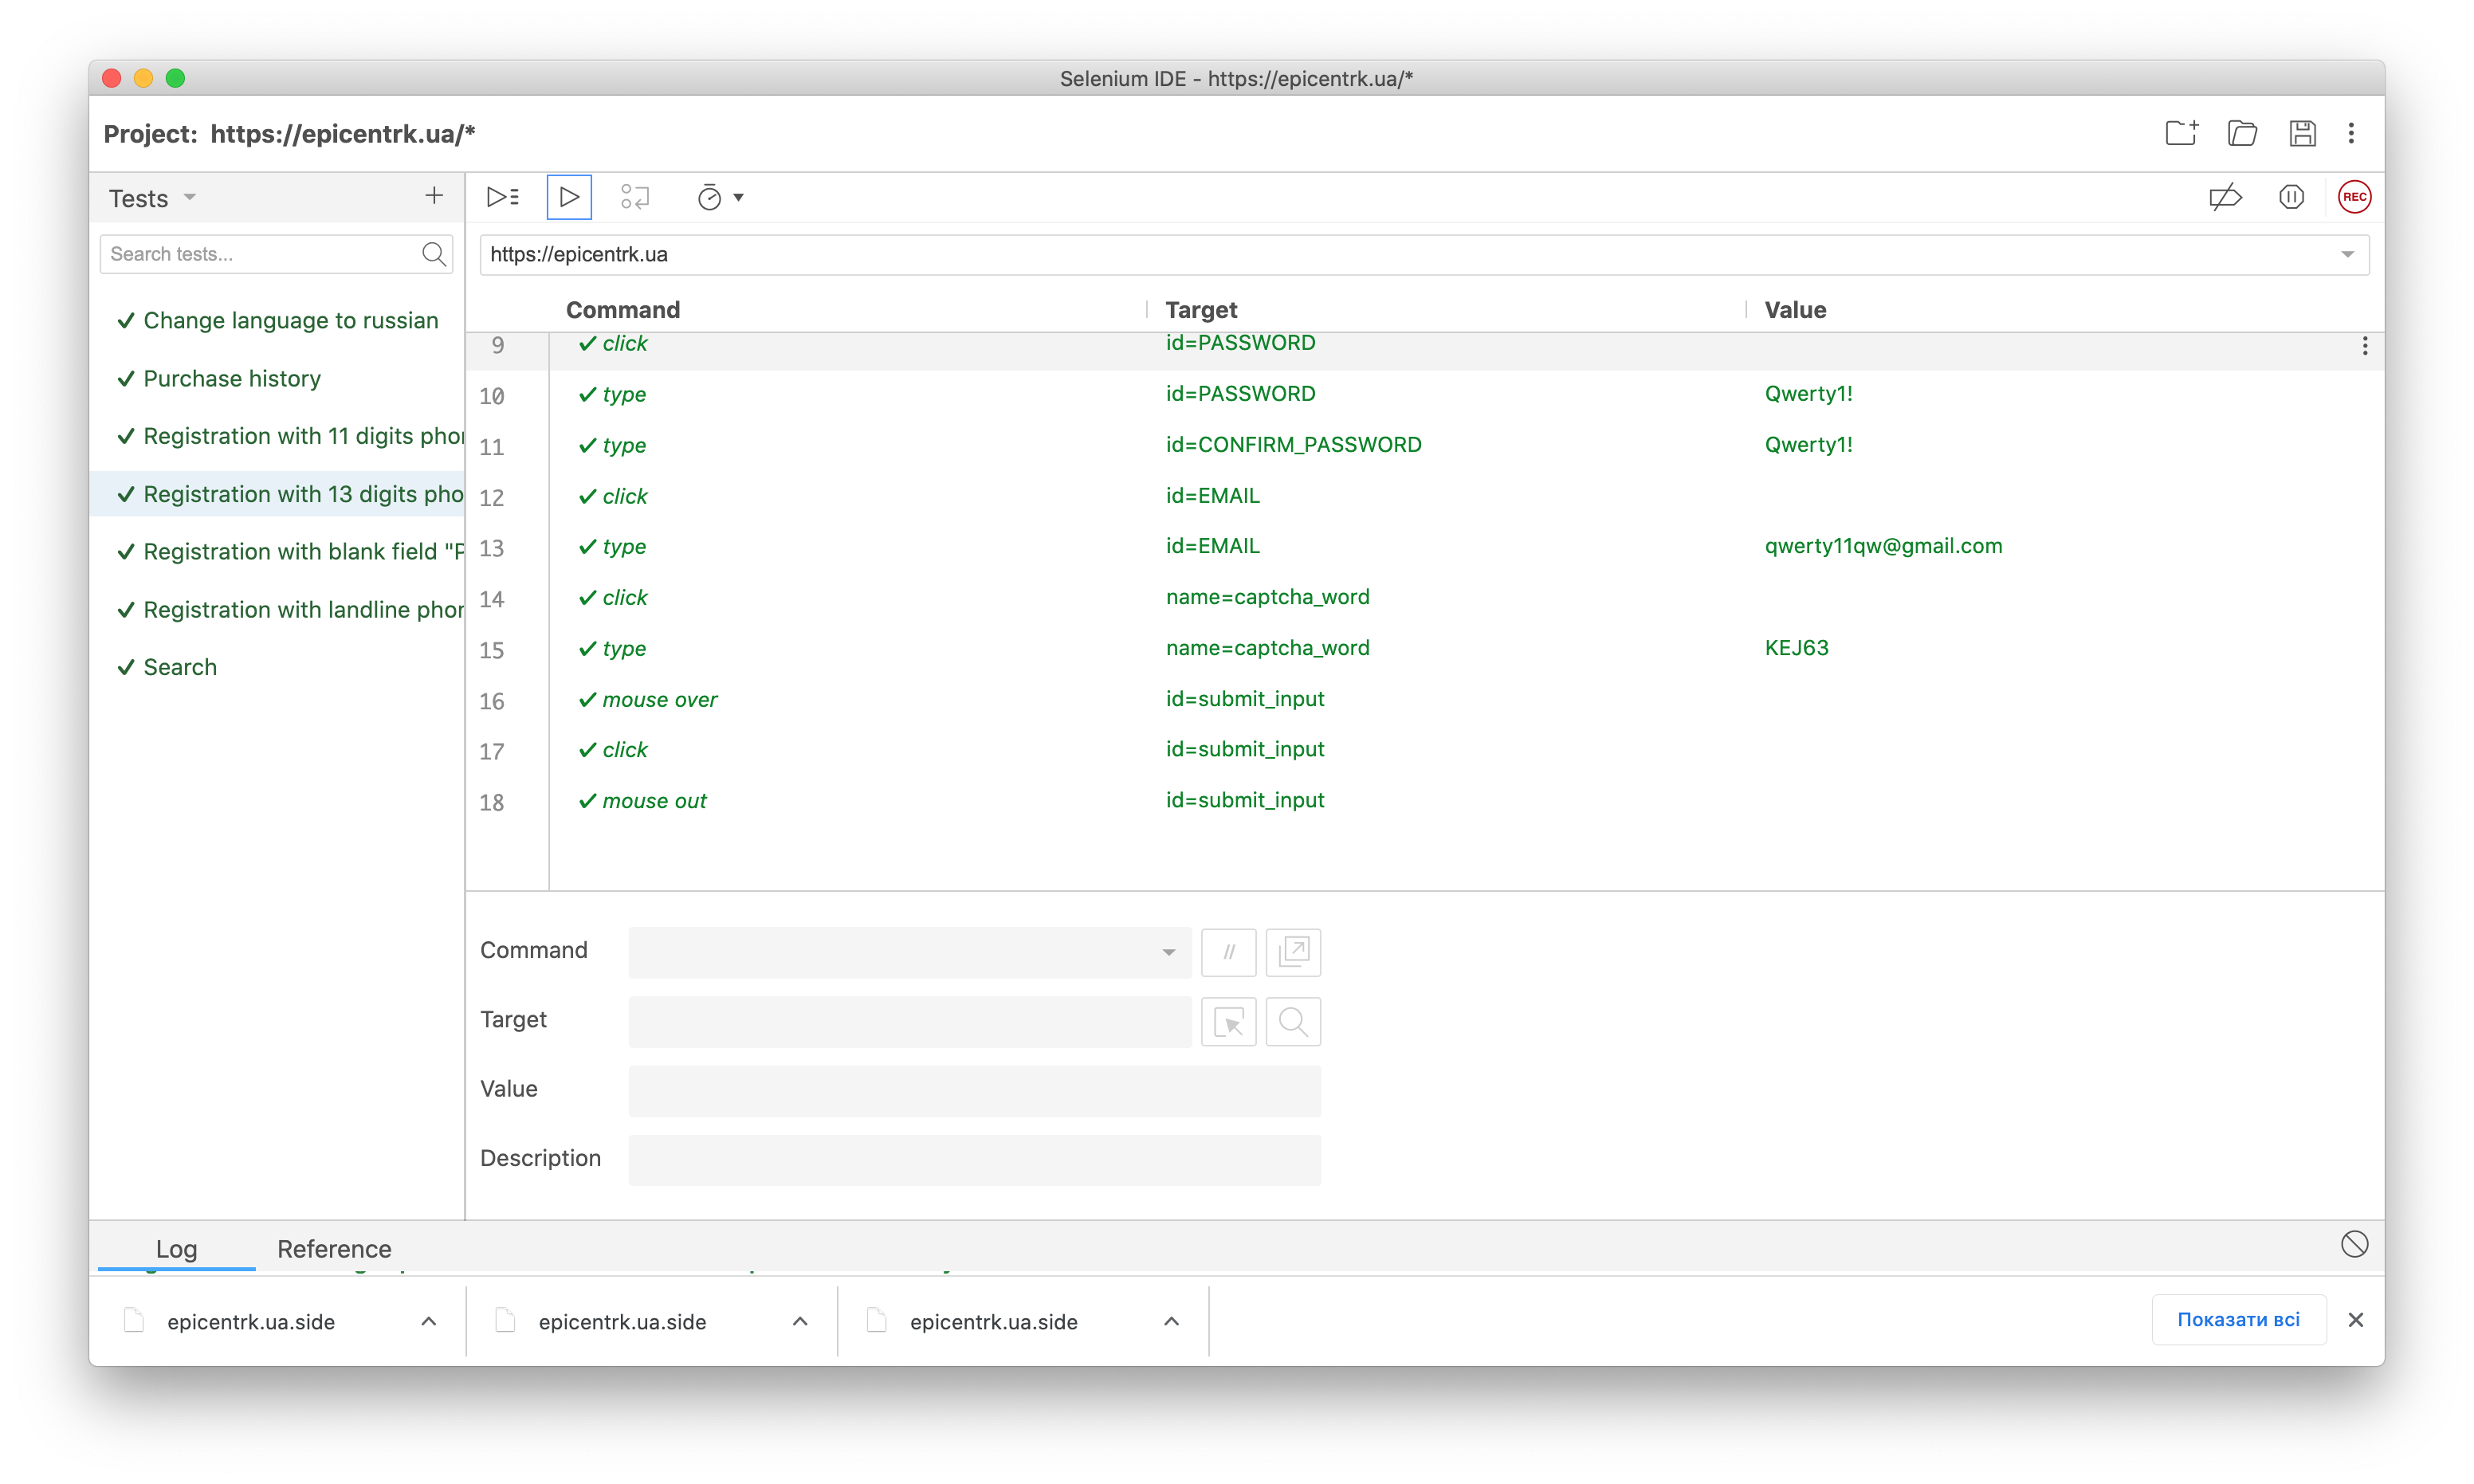 Selenium IDE - https://epicentrk.ua/*
Project: https://epicentrk.ua/*
Tests
REC
Search tests...
https://epicentrk.ua
Command Target Value
Change language to russian
Purchase history
Registration with 11 digits phor
Registration with 13 digits pho
Registration with blank field "P
Registration with landline phor
Search
9 click id=PASSWORD
10 type id=PASSWORD Qwerty1!
11 type id=CONFIRM_PASSWORD Qwerty1!
12 click id=EMAIL
13 type id=EMAIL qwerty11qw@gmail.com
14 click name=captcha_word
15 type name=captcha_word KEJ63
16 mouse over id=submit_input
17 click id=submit_input
18 mouse out id=submit_input
Command //
Target
Value
Description
Log Reference
epicentrk.ua.side epicentrk.ua.side epicentrk.ua.side Показати всі